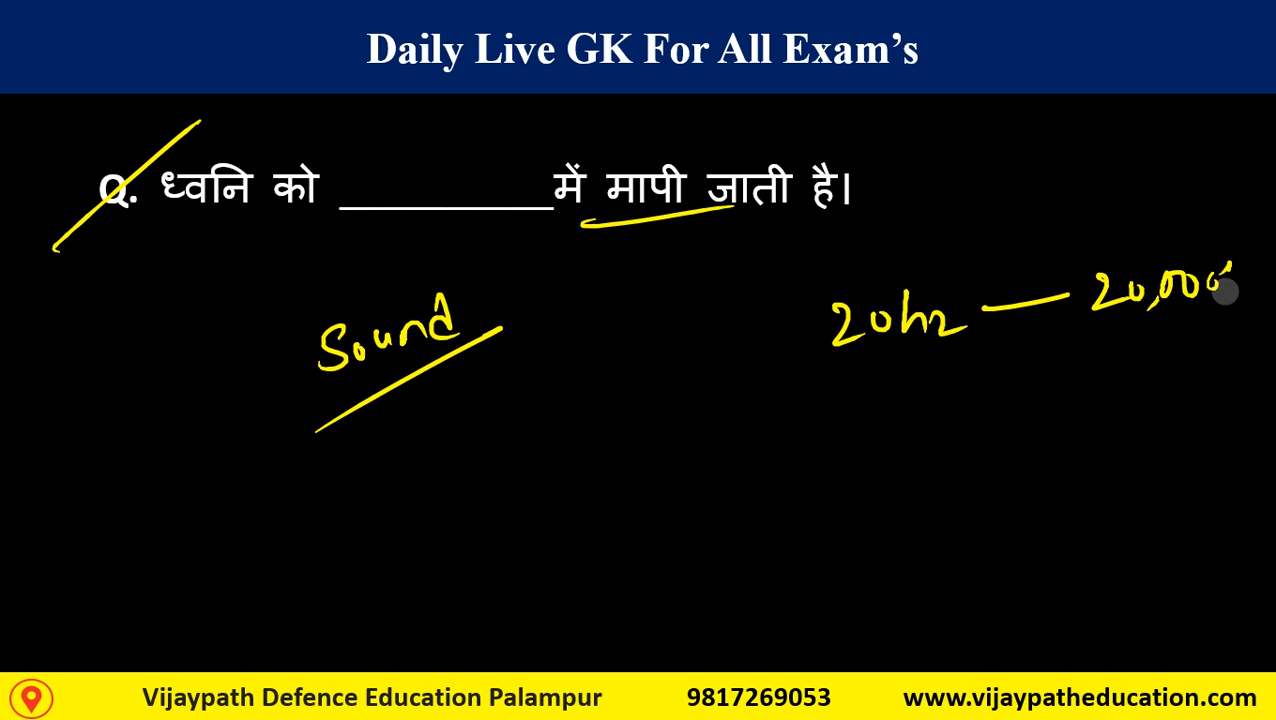 Daily Live GK For All Exam’s
Q. ध्वनि को __________में मापी जाती है।
Sound
20hz — 20,000
Vijaypath Defence Education Palampur 9817269053 www.vijaypatheducation.com